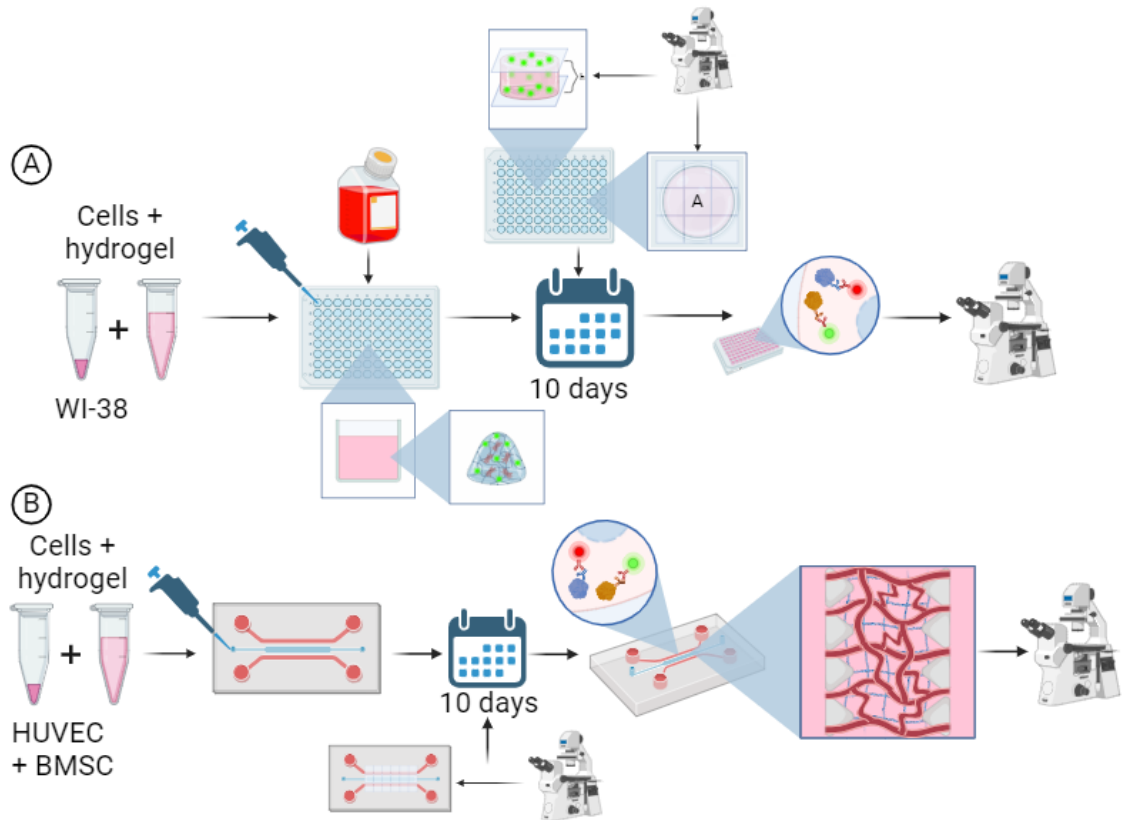 A
Cells +
hydrogel
+
WI-38
A
10 days
B
Cells +
hydrogel
+
HUVEC
+ BMSC
10 days